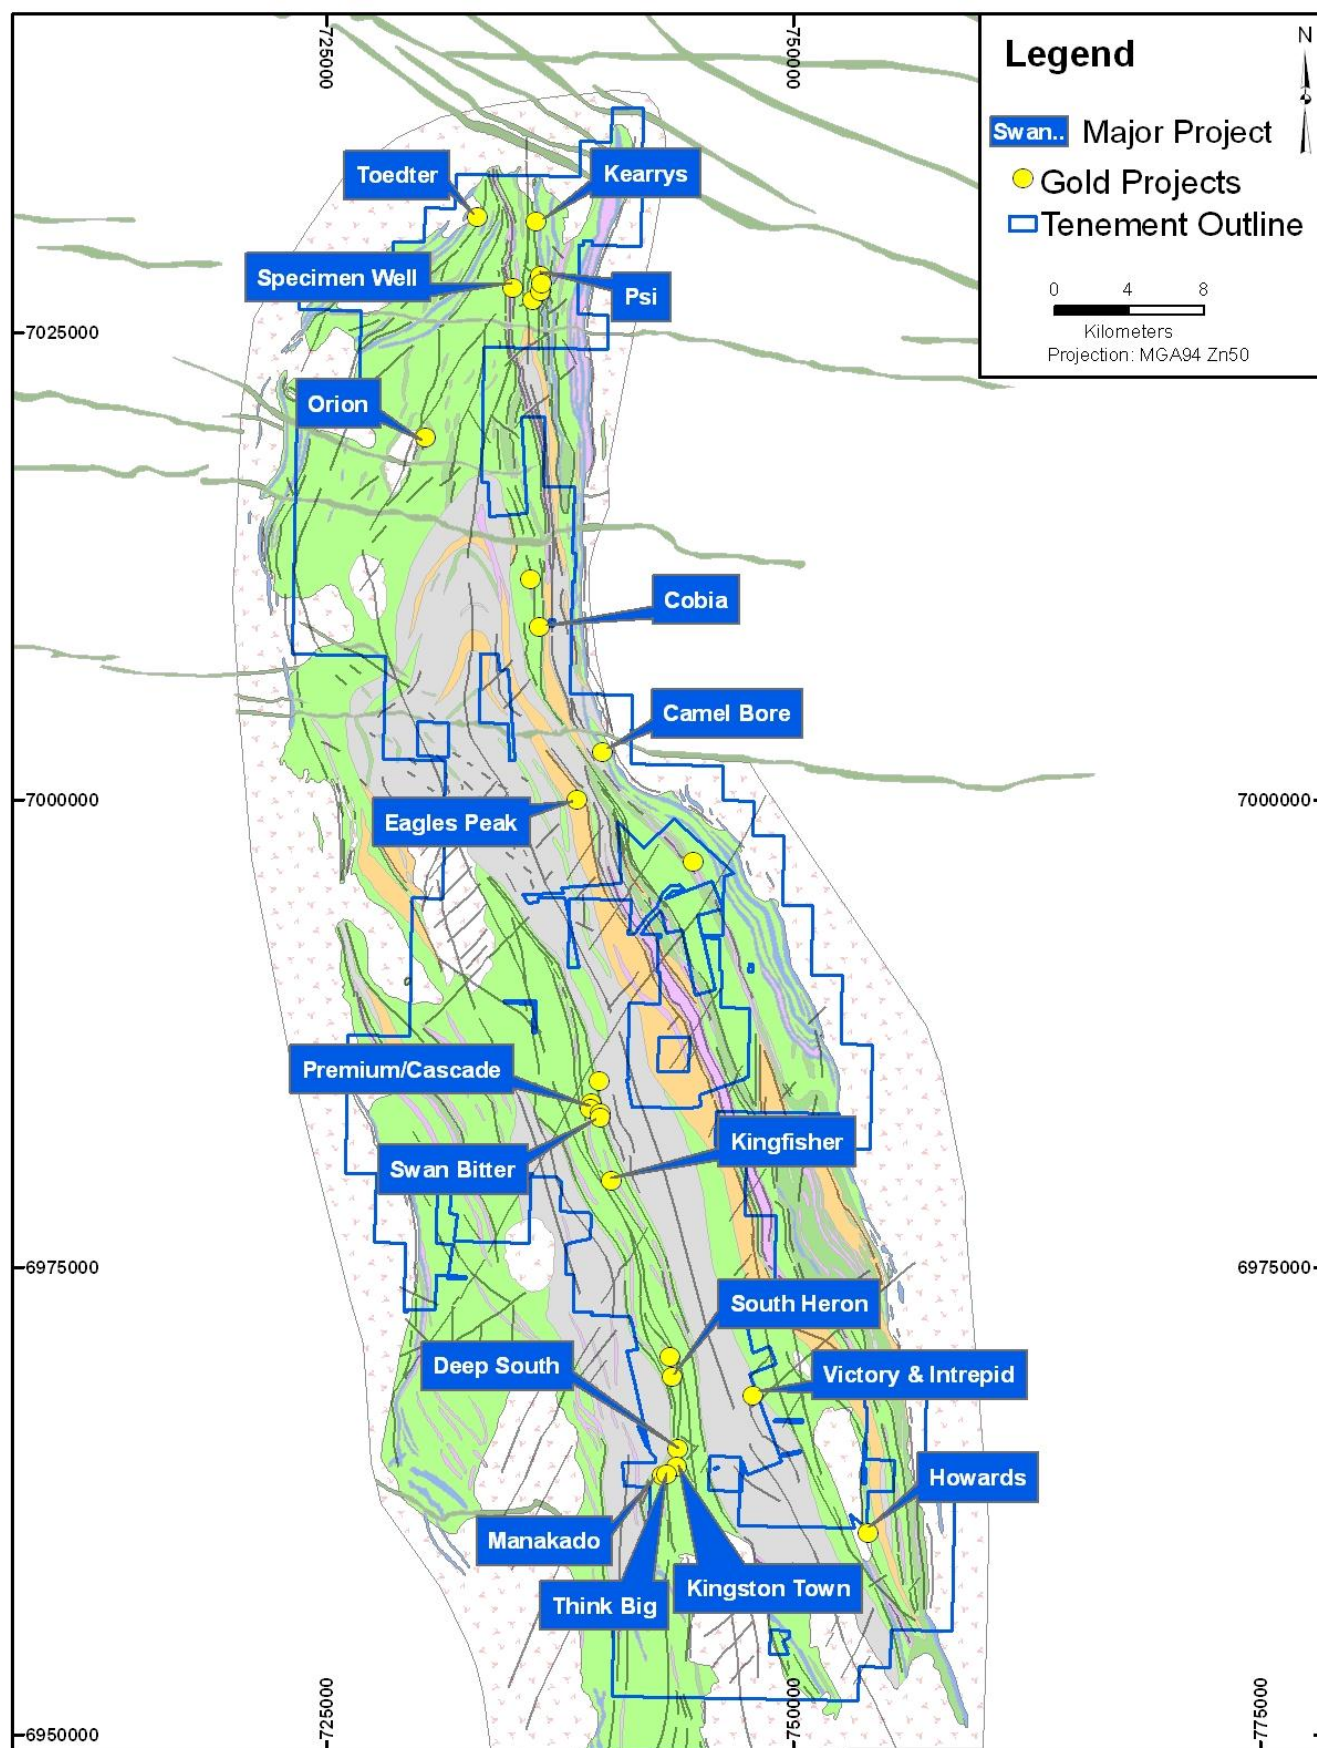 725000
750000
Legend
N
Swan..
Major Project
Gold Projects
Tenement Outline
0 4 8
Kilometers
Projection: MGA94 Zn50
Toedter
Kearrys
Specimen Well
Psi
7025000
Orion
Cobia
Camel Bore
7000000
7000000
Eagles Peak
Premium/Cascade
Kingfisher
Swan Bitter
6975000
6975000
South Heron
Deep South
Victory & Intrepid
Howards
Manakado
Kingston Town
Think Big
725000
750000
775000
6950000